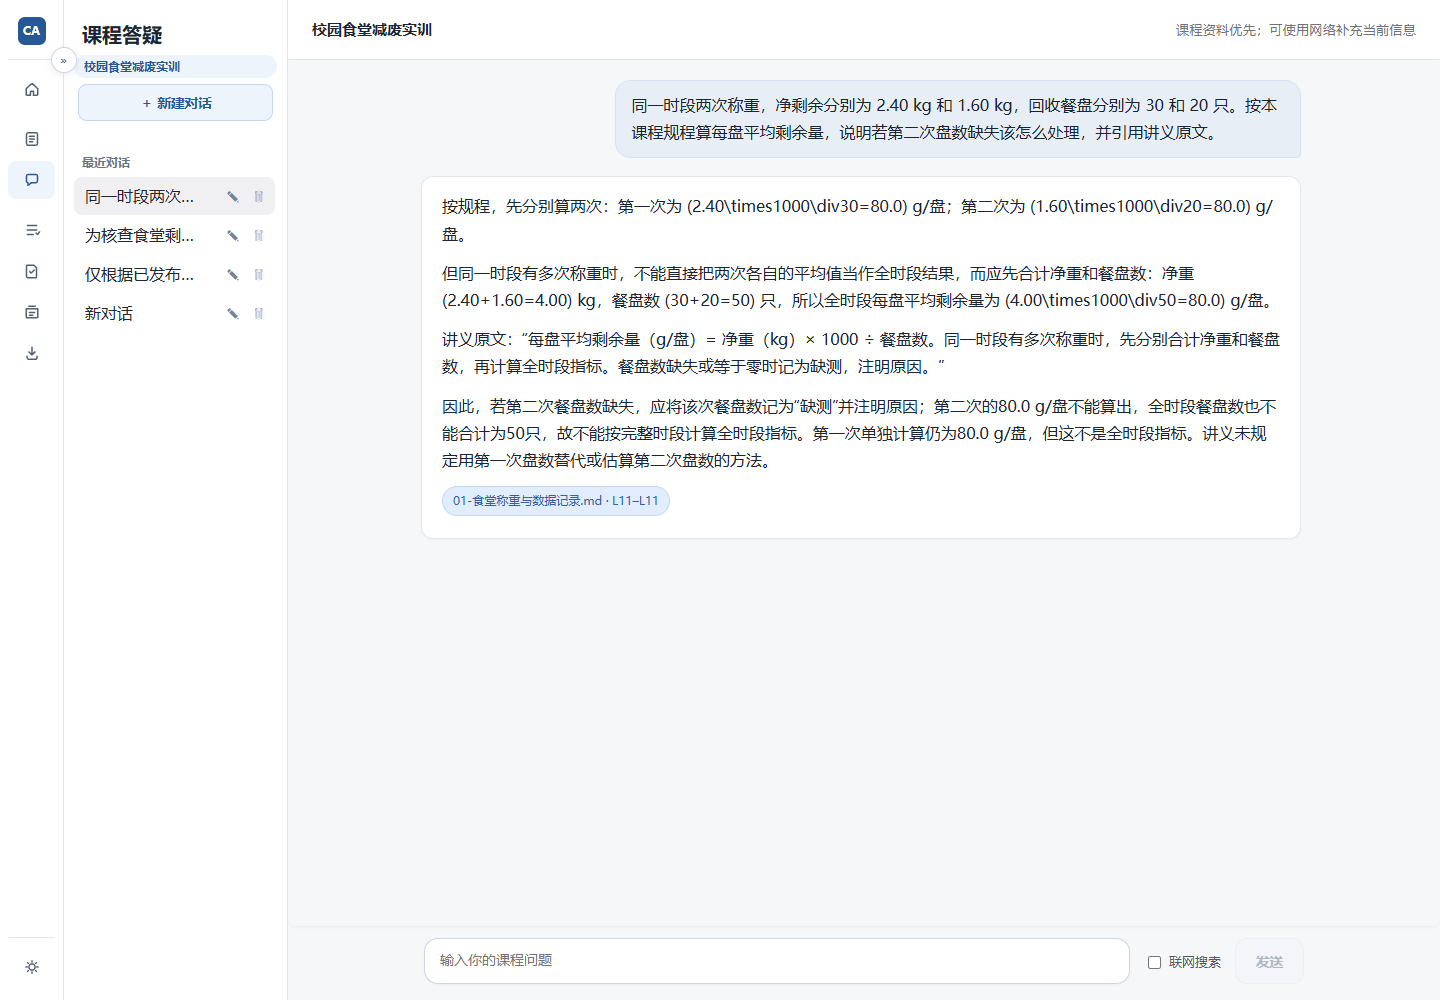 CA
»
课程答疑
校园食堂减废实训
+ 新建对话
最近对话
同一时段两次...
为核查食堂剩...
仅根据已发布...
新对话
校园食堂减废实训
课程资料优先；可使用网络补充当前信息
同一时段两次称重，净剩余分别为 2.40 kg 和 1.60 kg，回收餐盘分别为 30 和 20 只。按本
课程规程算每盘平均剩余量，说明若第二次盘数缺失该怎么处理，并引用讲义原文。
按规程，先分别算两次：第一次为 (2.40\times1000\div30=80.0) g/盘；第二次为 (1.60\times1000\div20=80.0) g/
盘。
但同一时段有多次称重时，不能直接把两次各自的平均值当作全时段结果，而应先合计净重和餐盘数：净重
(2.40+1.60=4.00) kg，餐盘数 (30+20=50) 只，所以全时段每盘平均剩余量为 (4.00\times1000\div50=80.0) g/盘。
讲义原文：“每盘平均剩余量（g/盘）= 净重（kg）× 1000 ÷ 餐盘数。同一时段有多次称重时，先分别合计净重和餐盘
数，再计算全时段指标。餐盘数缺失或等于零时记为缺测，注明原因。”
因此，若第二次餐盘数缺失，应将该次餐盘数记为“缺测”并注明原因；第二次的80.0 g/盘不能算出，全时段餐盘数也不
能合计为50只，故不能按完整时段计算全时段指标。第一次单独计算仍为80.0 g/盘，但这不是全时段指标。讲义未规
定用第一次盘数替代或估算第二次盘数的方法。
01-食堂称重与数据记录.md · L11–L11
输入你的课程问题
联网搜索
发送